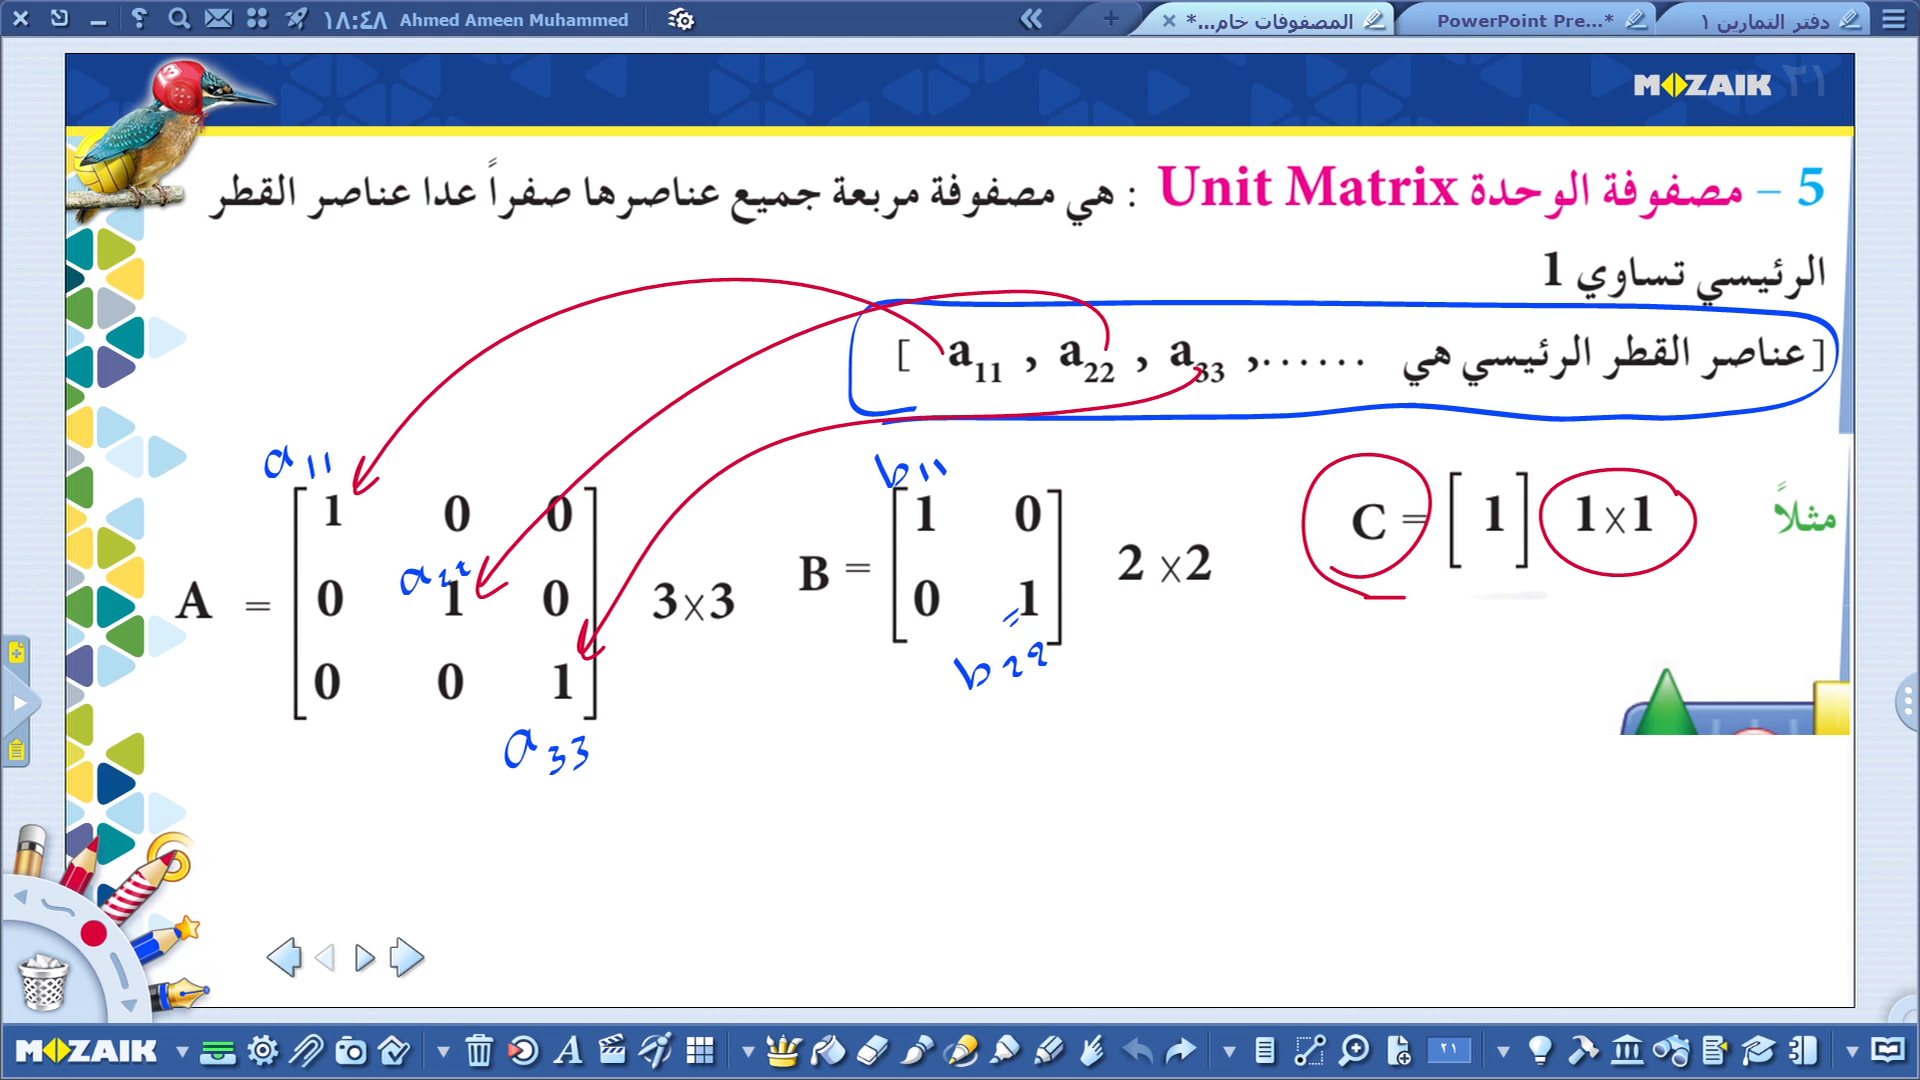 ١٨:٤٨ Ahmed Ameen Muhammed
المصفوفات خام...*
PowerPoint Pre...*
دفتر التمارين ١
MOZAIK ٢١
5 – مصفوفة الوحدة Unit Matrix : هي مصفوفة مربعة جميع عناصرها صفراً عدا عناصر القطر
الرئيسي تساوي 1
[عناصر القطر الرئيسي هي a11 , a22 , a33 ,...... ]
مثلاً
C = [ 1 ] 1×1
b11
B = [ 1 0
0 1 ] 2 ×2
b22
a11
A = [ 1 0 0
a22
0 1 0
0 0 1 ] 3×3
a33
MOZAIK
٢١